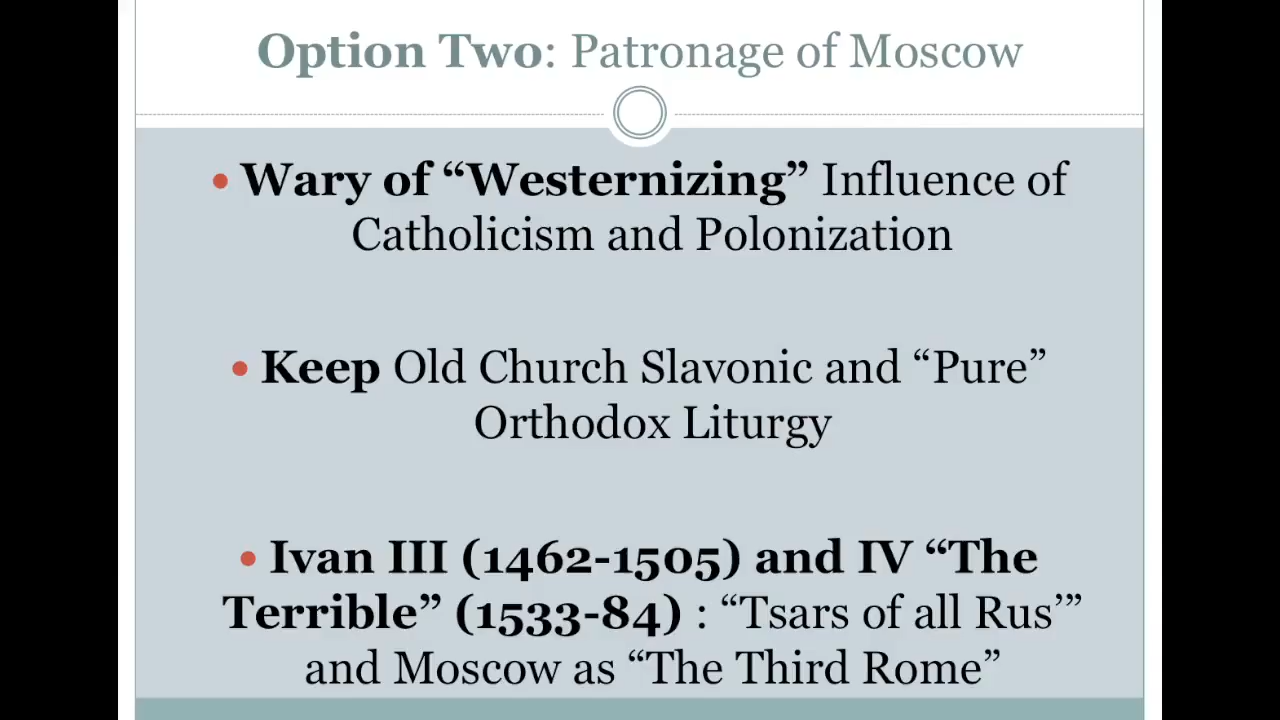 Option Two: Patronage of Moscow
• Wary of “Westernizing” Influence of
Catholicism and Polonization
• Keep Old Church Slavonic and “Pure”
Orthodox Liturgy
• Ivan III (1462-1505) and IV “The
Terrible” (1533-84) : “Tsars of all Rus’”
and Moscow as “The Third Rome”